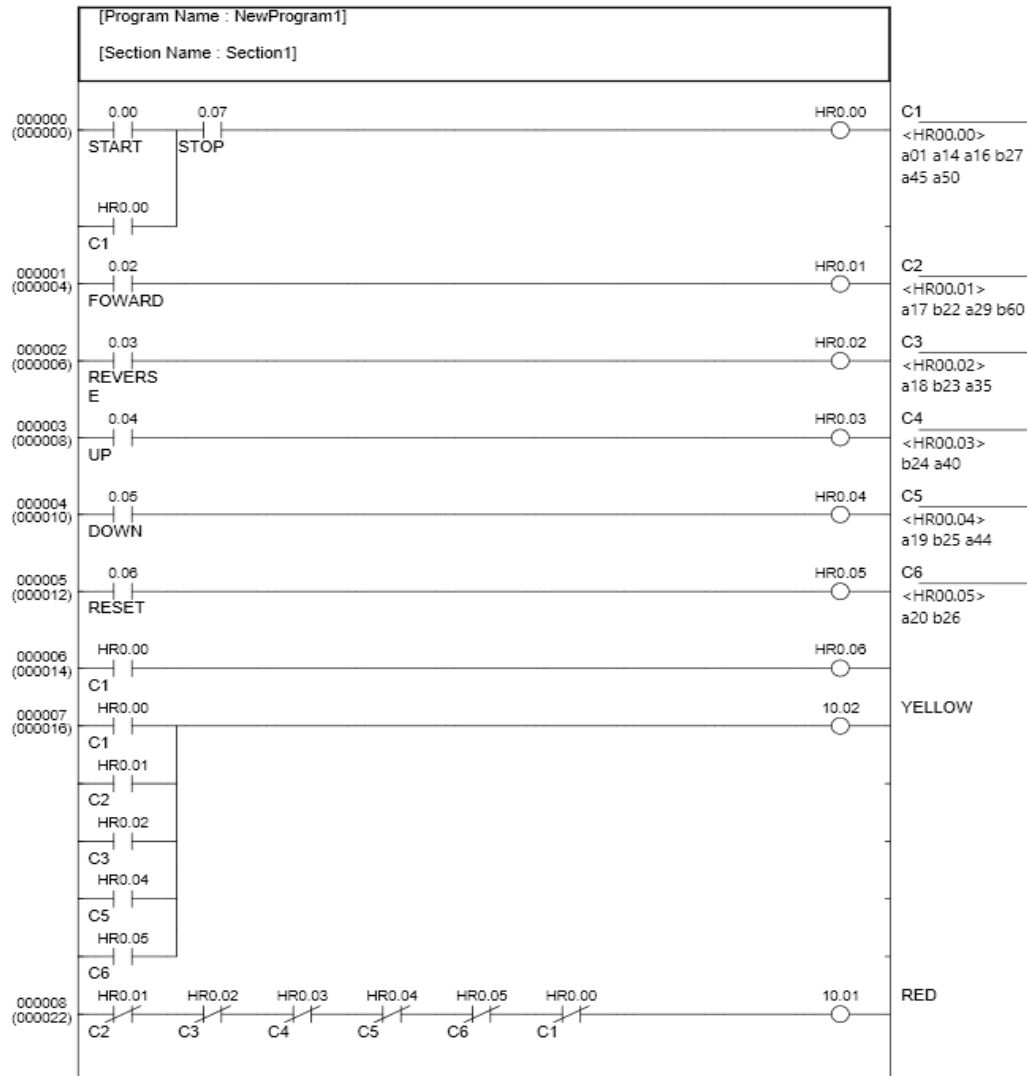 [Program Name : NewProgram1]
[Section Name : Section1]
000000
(000000)
0.00
START
0.07
STOP
HR0.00
C1
<HR00.00>
a01 a14 a16 b27
a45 a50
HR0.00
C1
000001
(000004)
0.02
FOWARD
HR0.01
C2
<HR00.01>
a17 b22 a29 b60
000002
(000006)
0.03
REVERS
E
HR0.02
C3
<HR00.02>
a18 b23 a35
000003
(000008)
0.04
UP
HR0.03
C4
<HR00.03>
b24 a40
000004
(000010)
0.05
DOWN
HR0.04
C5
<HR00.04>
a19 b25 a44
000005
(000012)
0.06
RESET
HR0.05
C6
<HR00.05>
a20 b26
000006
(000014)
HR0.00
C1
HR0.06
000007
(000016)
HR0.00
C1
10.02
YELLOW
HR0.01
C2
HR0.02
C3
HR0.04
C5
HR0.05
C6
000008
(000022)
HR0.01 HR0.02 HR0.03 HR0.04 HR0.05 HR0.00 10.01 RED
C2 C3 C4 C5 C6 C1